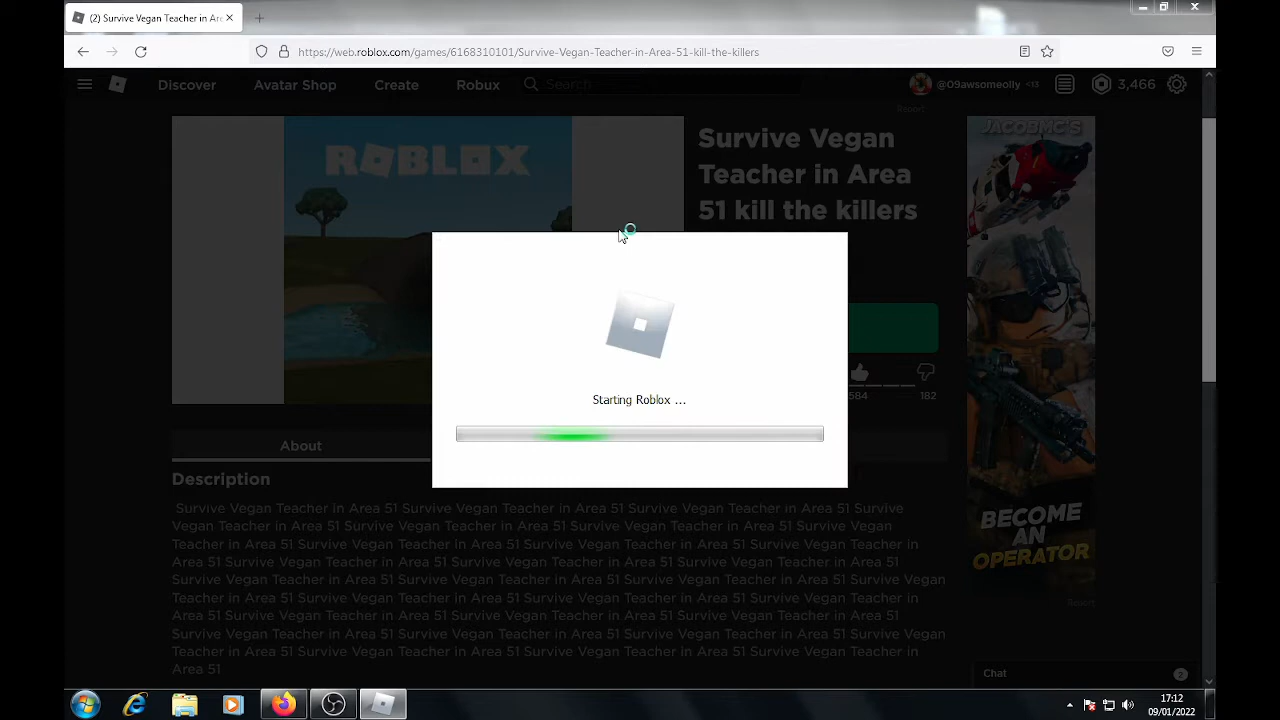 (2) Survive Vegan Teacher in Are
https://web.roblox.com/games/6168310101/Survive-Vegan-Teacher-in-Area-51-kill-the-killers
Discover
Avatar Shop
Create
Robux
Search
@09awsomeolly <13
3,466
Report
ROBLOX
Survive Vegan
Teacher in Area
51 kill the killers
JACOBMC'S
Starting Roblox ...
584
182
About
Description
Survive Vegan Teacher in Area 51 Survive Vegan Teacher in Area 51 Survive Vegan Teacher in Area 51 Survive
Vegan Teacher in Area 51 Survive Vegan Teacher in Area 51 Survive Vegan Teacher in Area 51 Survive Vegan
Teacher in Area 51 Survive Vegan Teacher in Area 51 Survive Vegan Teacher in Area 51 Survive Vegan Teacher in
Area 51 Survive Vegan Teacher in Area 51 Survive Vegan Teacher in Area 51 Survive Vegan Teacher in Area 51
Survive Vegan Teacher in Area 51 Survive Vegan Teacher in Area 51 Survive Vegan Teacher in Area 51 Survive
Vegan Teacher in Area 51 Survive Vegan Teacher in Area 51 Survive Vegan Teacher in Area 51 Survive Vegan
Teacher in Area 51 Survive Vegan Teacher in Area 51 Survive Vegan Teacher in Area 51 Survive Vegan Teacher in
Area 51 Survive Vegan Teacher in Area 51 Survive Vegan Teacher in Area 51 Survive Vegan Teacher in Area 51
Survive Vegan Teacher in Area 51 Survive Vegan Teacher in Area 51 Survive Vegan Teacher in
Area 51
BECOME
AN
OPERATOR
Report
Chat
2
17:12
09/01/2022